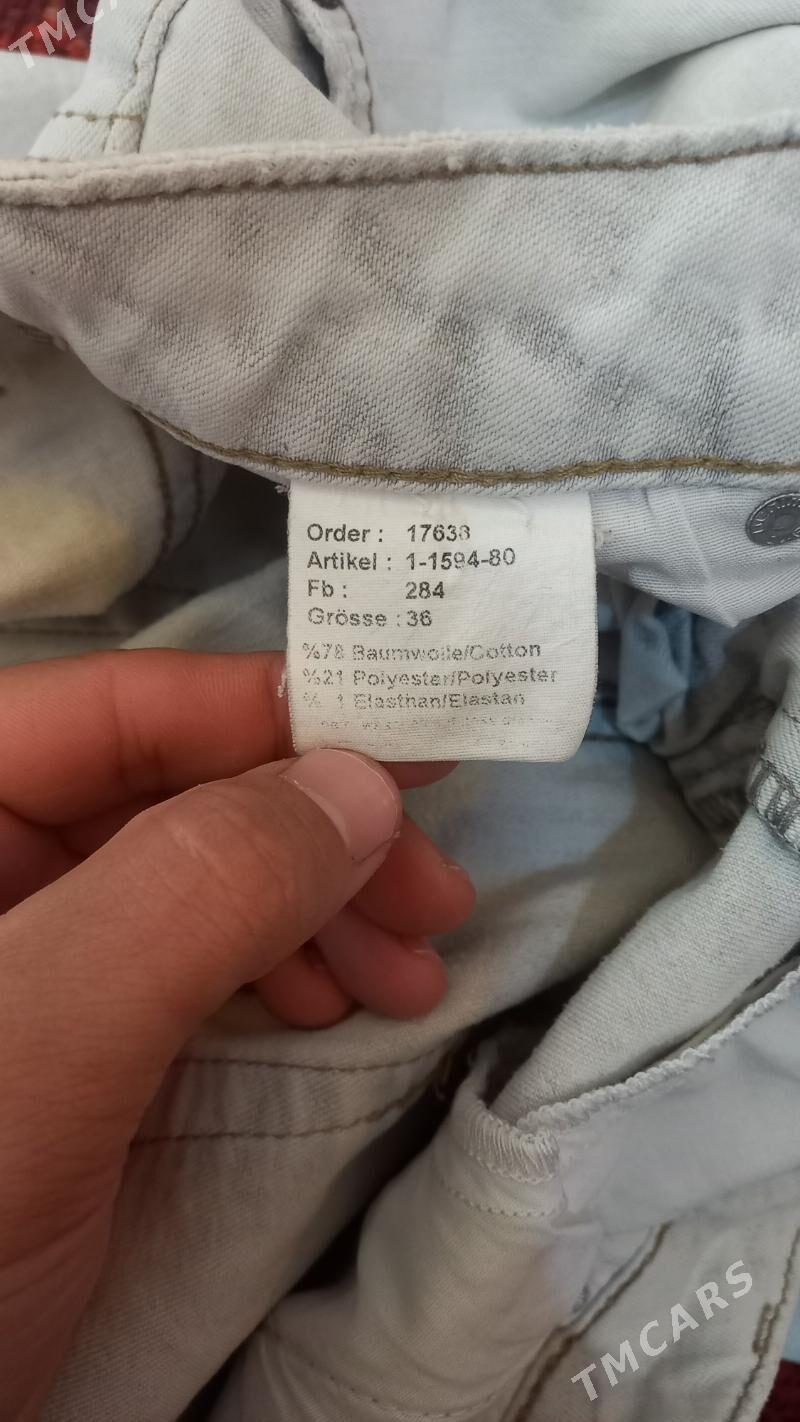 TMCA
Order : 17638
Artikel : 1-1594-80
Fb : 284
Grösse : 36
%78 Baumwolle/Cotton
%21 Polyester/Polyester
% 1 Elasthan/Elastan
TMCARS